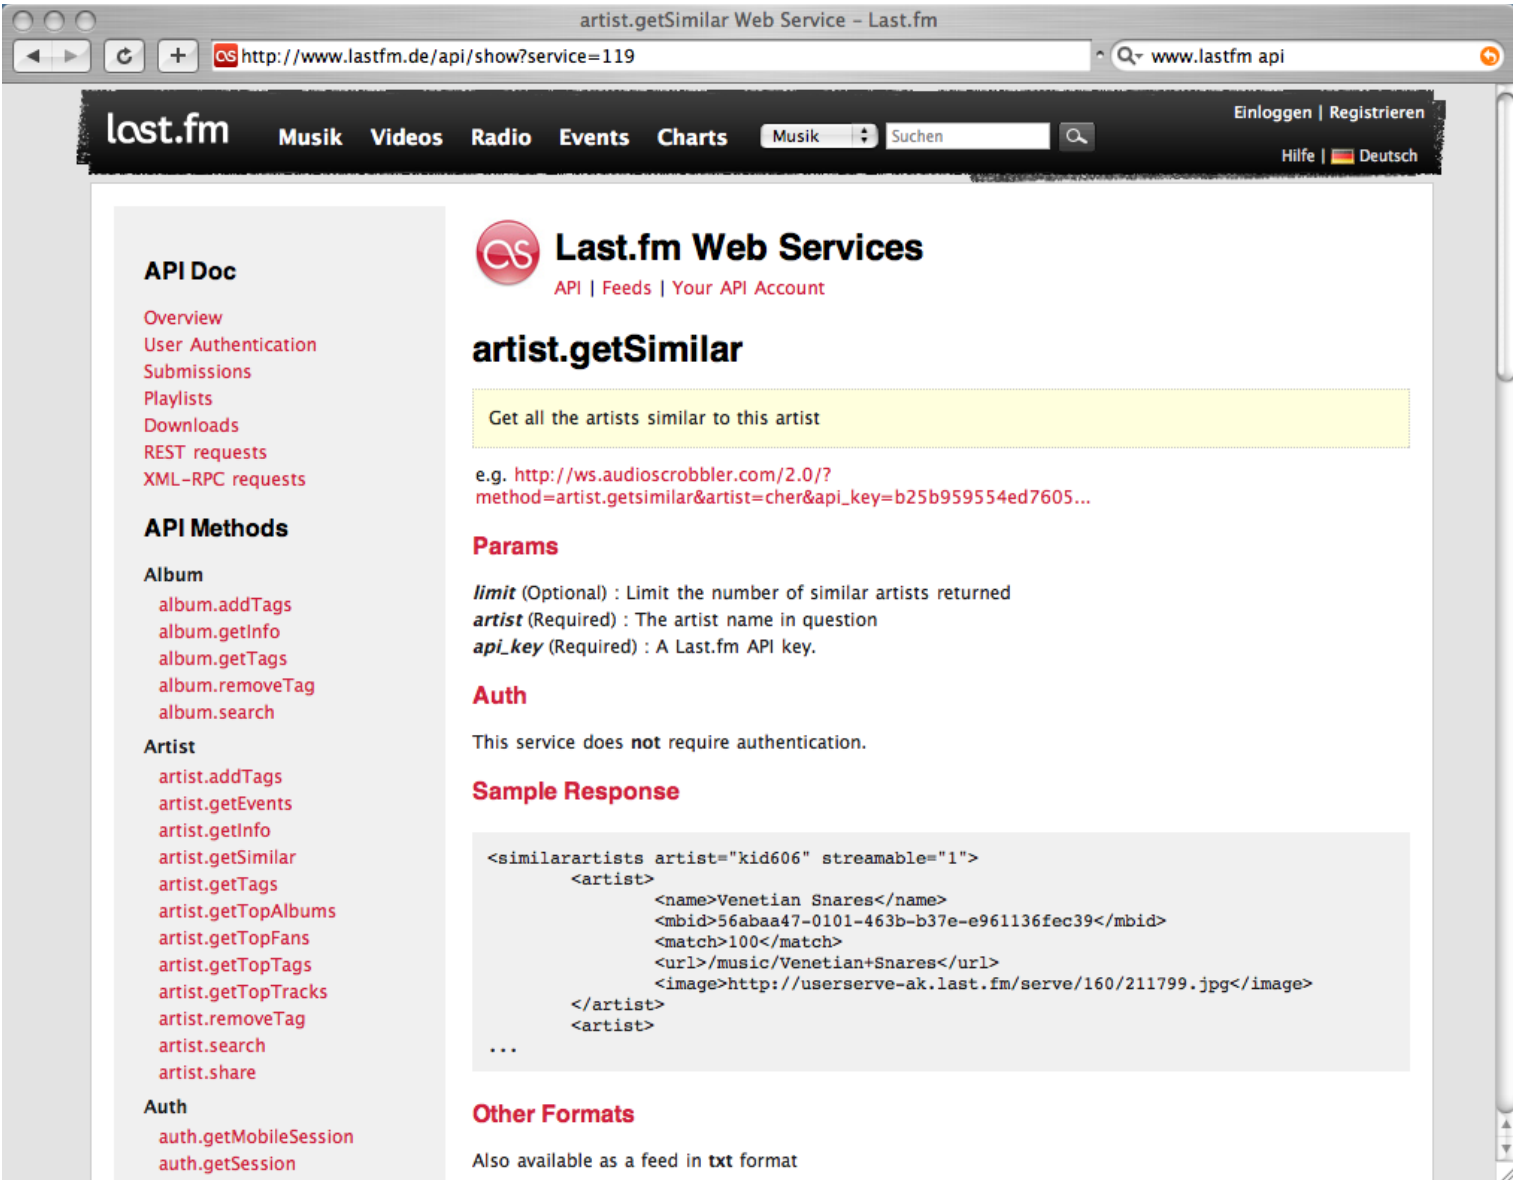 artist.getSimilar Web Service – Last.fm
http://www.lastfm.de/api/show?service=119
www.lastfm api
last.fm
Musik Videos Radio Events Charts
Musik
Suchen
Einloggen | Registrieren
Hilfe | Deutsch
API Doc
Overview
User Authentication
Submissions
Playlists
Downloads
REST requests
XML-RPC requests
API Methods
Album
album.addTags
album.getInfo
album.getTags
album.removeTag
album.search
Artist
artist.addTags
artist.getEvents
artist.getInfo
artist.getSimilar
artist.getTags
artist.getTopAlbums
artist.getTopFans
artist.getTopTags
artist.getTopTracks
artist.removeTag
artist.search
artist.share
Auth
auth.getMobileSession
auth.getSession
Last.fm Web Services
API | Feeds | Your API Account
artist.getSimilar
Get all the artists similar to this artist
e.g. http://ws.audioscrobbler.com/2.0/?
method=artist.getsimilar&artist=cher&api_key=b25b959554ed7605...
Params
limit (Optional) : Limit the number of similar artists returned
artist (Required) : The artist name in question
api_key (Required) : A Last.fm API key.
Auth
This service does not require authentication.
Sample Response
<similarartists artist="kid606" streamable="1">
<artist>
<name>Venetian Snares</name>
<mbid>56abaa47-0101-463b-b37e-e961136fec39</mbid>
<match>100</match>
<url>/music/Venetian+Snares</url>
<image>http://userserve-ak.last.fm/serve/160/211799.jpg</image>
</artist>
<artist>
...
Other Formats
Also available as a feed in txt format